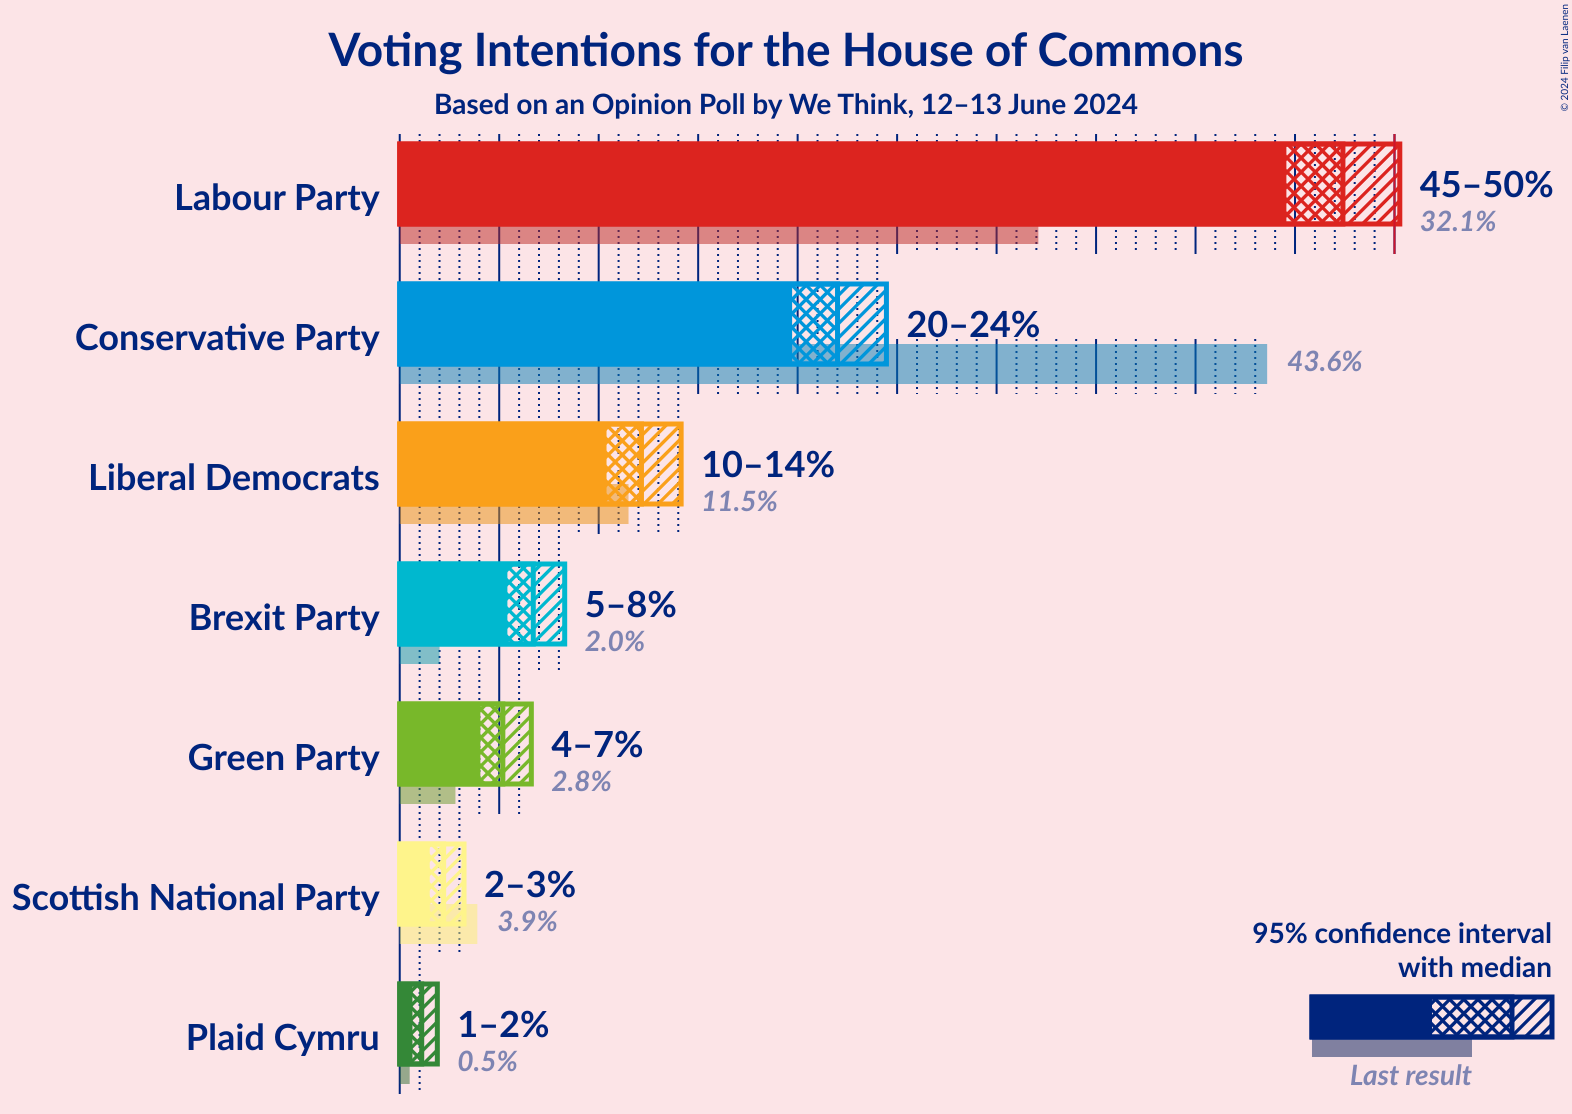 Voting Intentions for the House of Commons
Based on an Opinion Poll by We Think, 12–13 June 2024
© 2024 Filip van Laenen
Labour Party
45–50%
32.1%
Conservative Party
20–24%
43.6%
Liberal Democrats
10–14%
11.5%
Brexit Party
5–8%
2.0%
Green Party
4–7%
2.8%
Scottish National Party
2–3%
3.9%
Plaid Cymru
1–2%
0.5%
95% confidence interval
with median
Last result